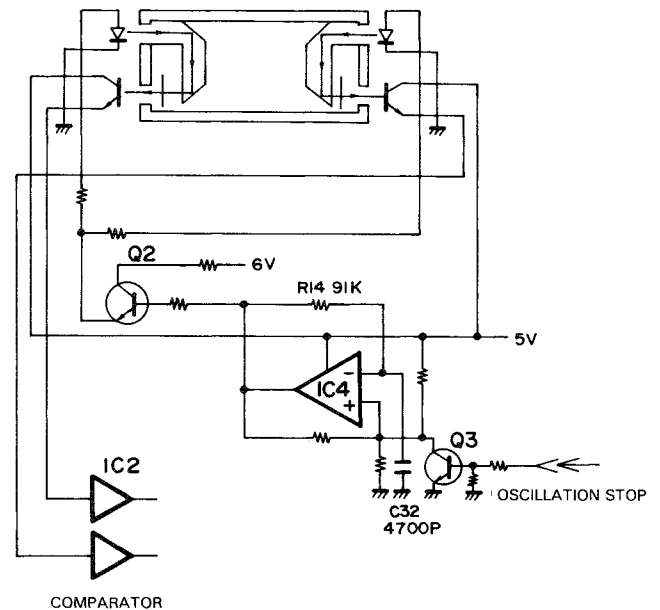 Q2
6V
R14 91K
5V
IC4
-
+
Q3
IC2
OSCILLATION STOP
C32
4700P
COMPARATOR